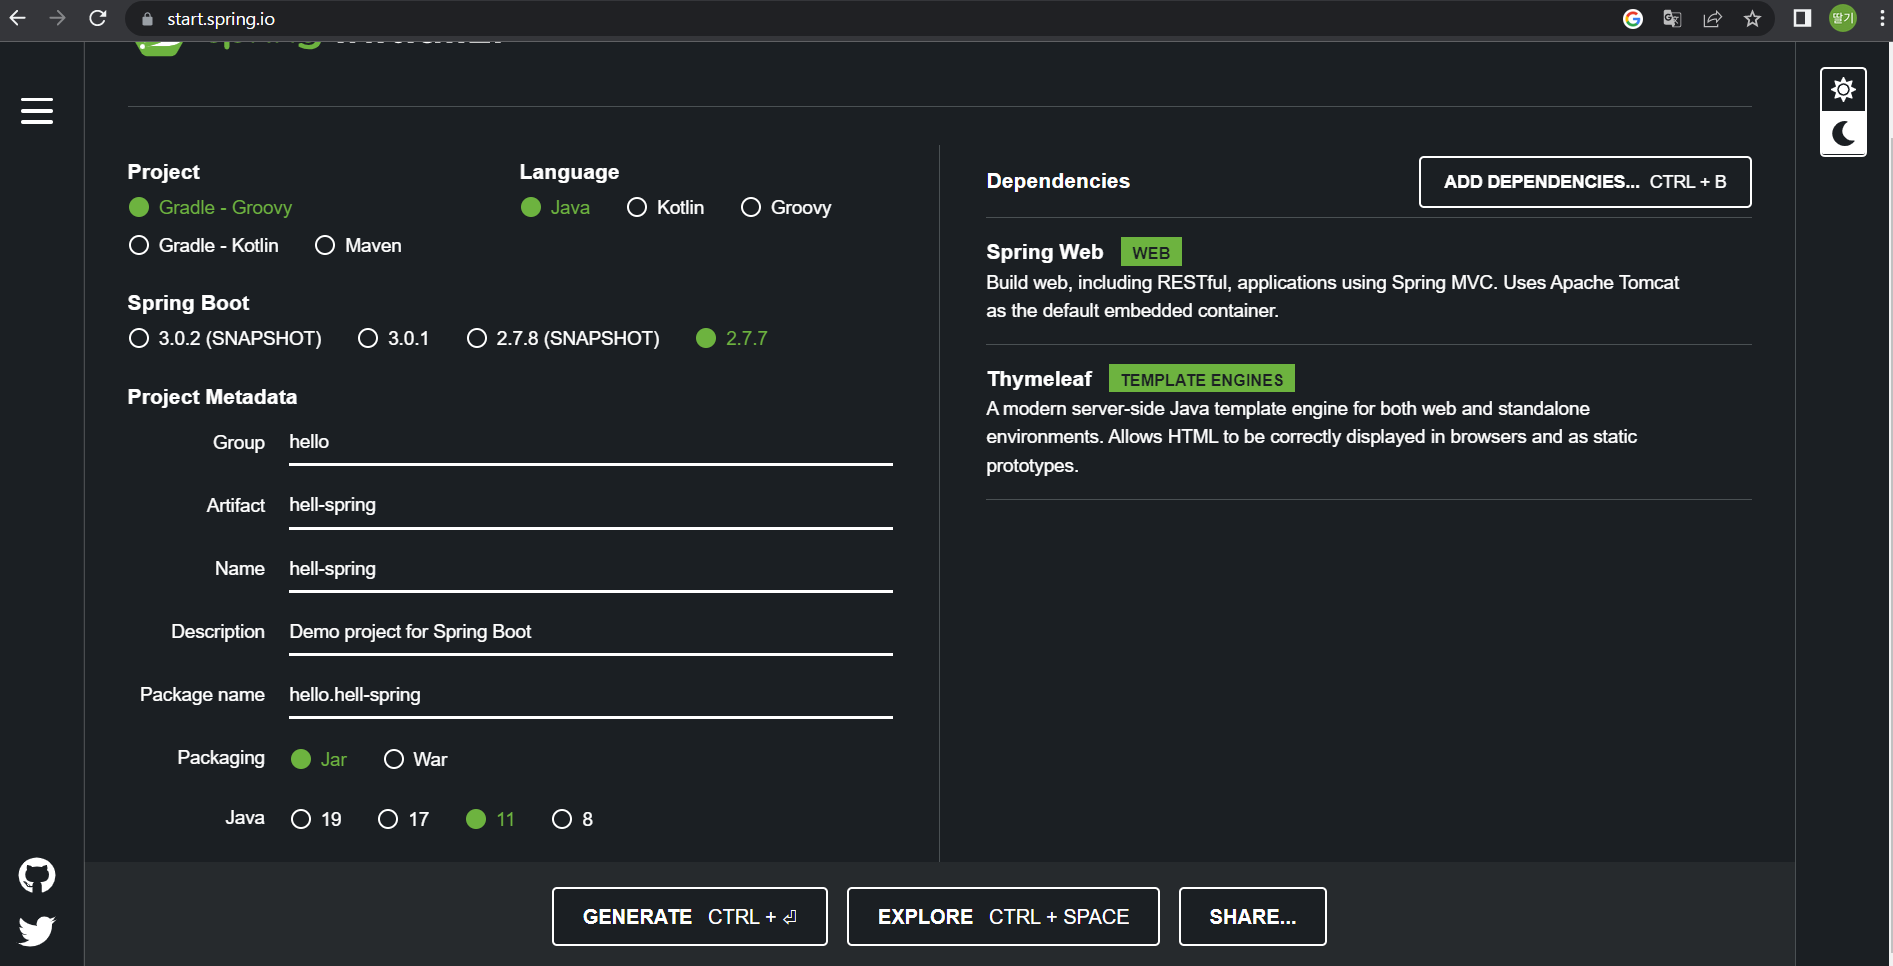 start.spring.io
딸기
Project
Gradle - Groovy
Gradle - Kotlin
Maven
Language
Java
Kotlin
Groovy
Spring Boot
3.0.2 (SNAPSHOT)
3.0.1
2.7.8 (SNAPSHOT)
2.7.7
Project Metadata
Group
hello
Artifact
hell-spring
Name
hell-spring
Description
Demo project for Spring Boot
Package name
hello.hell-spring
Packaging
Jar
War
Java
19
17
11
8
Dependencies
ADD DEPENDENCIES... CTRL + B
Spring Web WEB
Build web, including RESTful, applications using Spring MVC. Uses Apache Tomcat
as the default embedded container.
Thymeleaf TEMPLATE ENGINES
A modern server-side Java template engine for both web and standalone
environments. Allows HTML to be correctly displayed in browsers and as static
prototypes.
GENERATE CTRL + ⏎
EXPLORE CTRL + SPACE
SHARE...